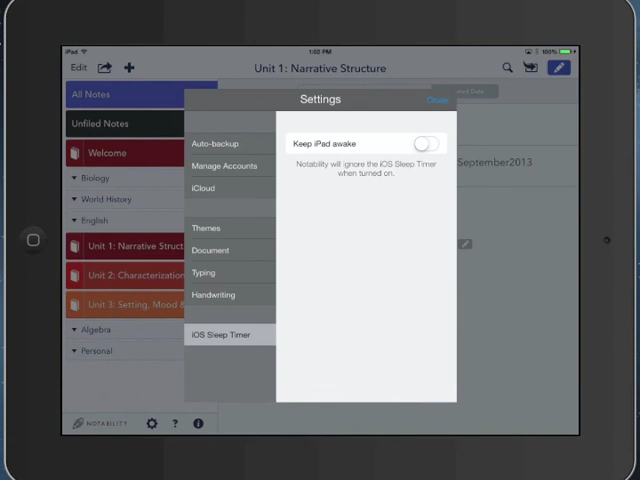 iPad
1:02 PM
100%
Edit
Unit 1: Narrative Structure
All Notes
Unfiled Notes
Welcome
Biology
World History
English
Unit 1: Narrative Struct
Unit 2: Characterization
Unit 3: Setting, Mood &
Algebra
Personal
NOTABILITY
?
Settings
Close
Date
Auto-backup
Manage Accounts
iCloud
Themes
Document
Typing
Handwriting
iOS Sleep Timer
Keep iPad awake
Notability will ignore the iOS Sleep Timer
when turned on.
September2013